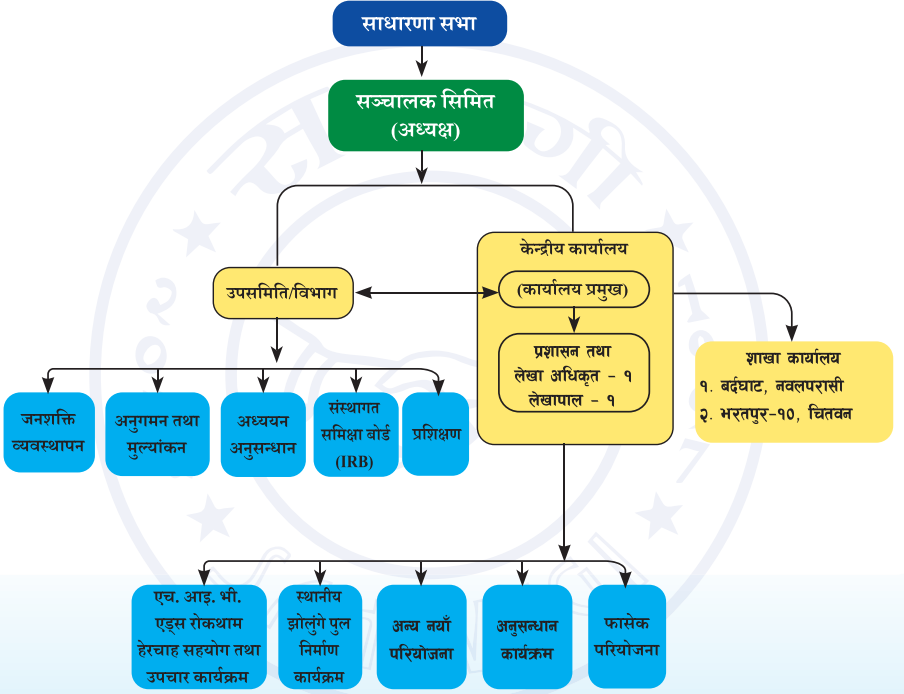 साधारणा सभा
सञ्चालक सिमित
(अध्यक्ष)
केन्द्रीय कार्यालय
उपसमिति/विभाग
(कार्यालय प्रमुख)
प्रशासन तथा
लेखा अधिकृत - १
लेखापाल - १
शाखा कार्यालय
१. बर्दघाट, नवलपरासी
२. भरतपुर-१०, चितवन
जनशक्ति
व्यवस्थापन
अनुगमन तथा
मुल्यांकन
अध्ययन
अनुसन्धान
संस्थागत
समिक्षा बोर्ड
(IRB)
प्रशिक्षण
एच. आइ. भी.
एड्स रोकथाम
हेरचाह सहयोग तथा
उपचार कार्यक्रम
स्थानीय
झोलुंगे पुल
निर्माण
कार्यक्रम
अन्य नयाँ
परियोजना
अनुसन्धान
कार्यक्रम
फासेक
परियोजना